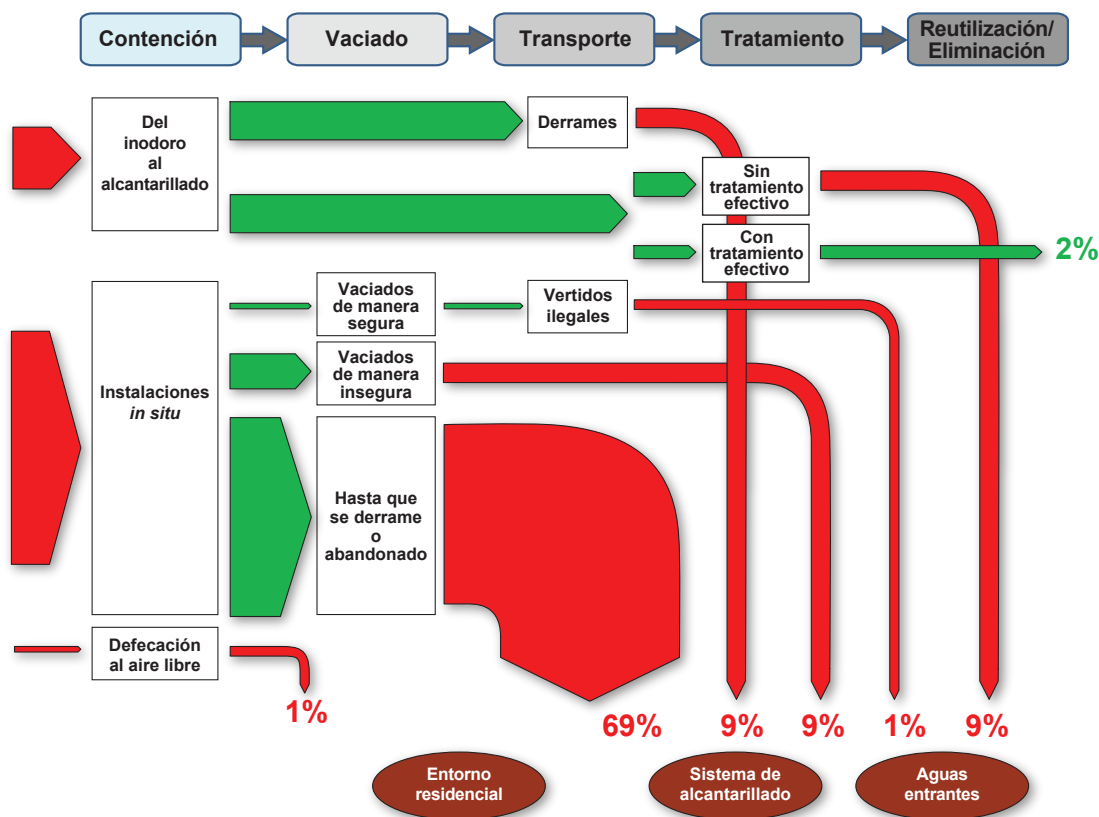 Contención
Vaciado
Transporte
Tratamiento
Reutilización/
Eliminación
Del
inodoro
al
alcantarillado
Derrames
Sin
tratamiento
efectivo
Con
tratamiento
efectivo
2%
Instalaciones
in situ
Vaciados
de manera
segura
Vertidos
ilegales
Vaciados
de manera
insegura
Hasta que
se derrame
o
abandonado
Defecación
al aire libre
1%
69%
9%
9%
1%
9%
Entorno
residencial
Sistema de
alcantarillado
Aguas
entrantes